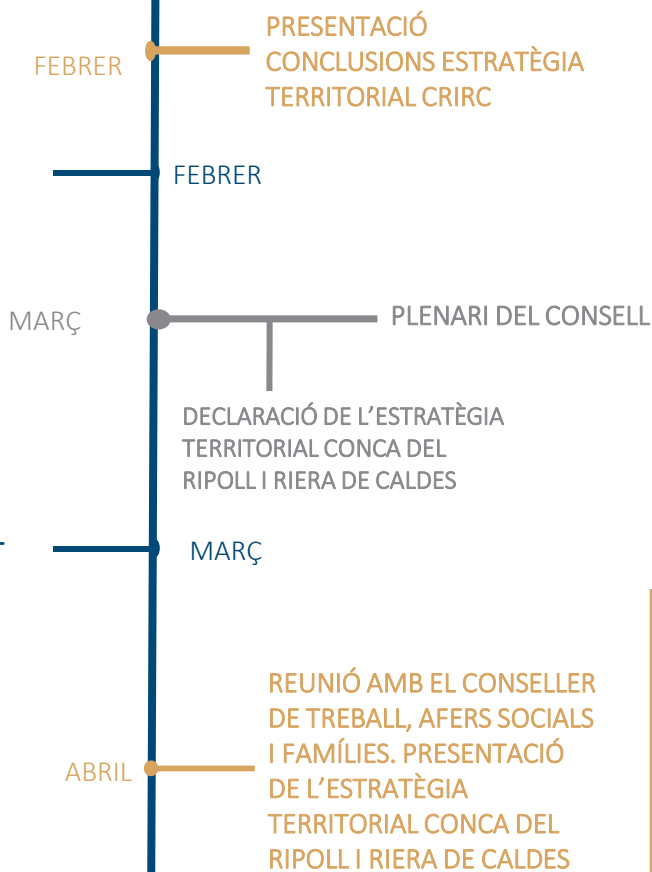 PRESENTACIÓ
FEBRER
CONCLUSIONS ESTRATÈGIA
TERRITORIAL CRIRC
FEBRER
MARÇ
PLENARI DEL CONSELL
DECLARACIÓ DE L’ESTRATÈGIA
TERRITORIAL CONCA DEL
RIPOLL I RIERA DE CALDES
MARÇ
REUNIÓ AMB EL CONSELLER
DE TREBALL, AFERS SOCIALS
I FAMÍLIES. PRESENTACIÓ
ABRIL
DE L’ESTRATÈGIA
TERRITORIAL CONCA DEL
RIPOLL I RIERA DE CALDES